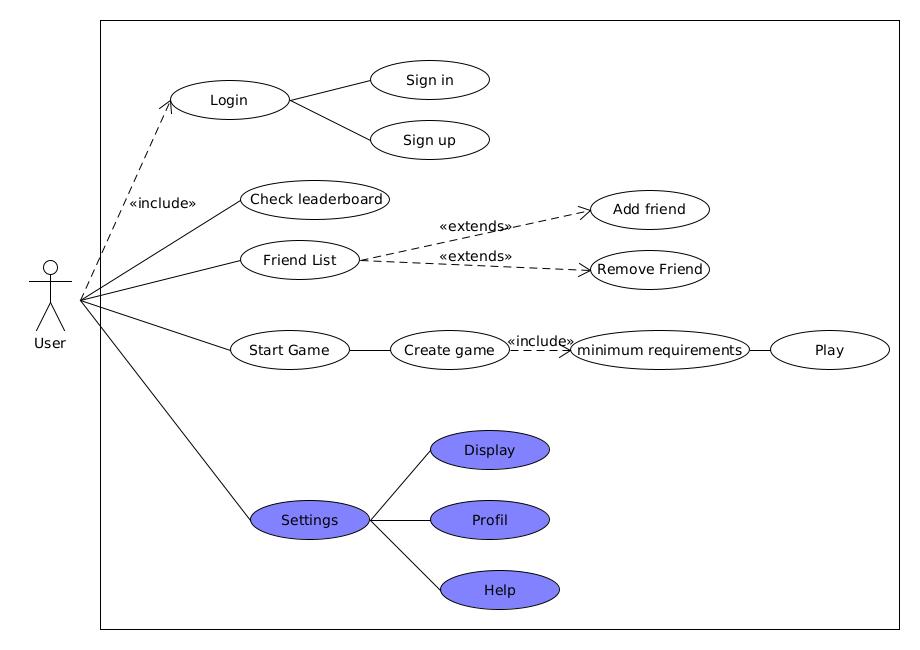 Sign in
Login
Sign up
«include»
Check leaderboard
Add friend
«extends»
Friend List
«extends»
Remove Friend
User
Start Game
Create game
«include»
minimum requirements
Play
Display
Settings
Profil
Help